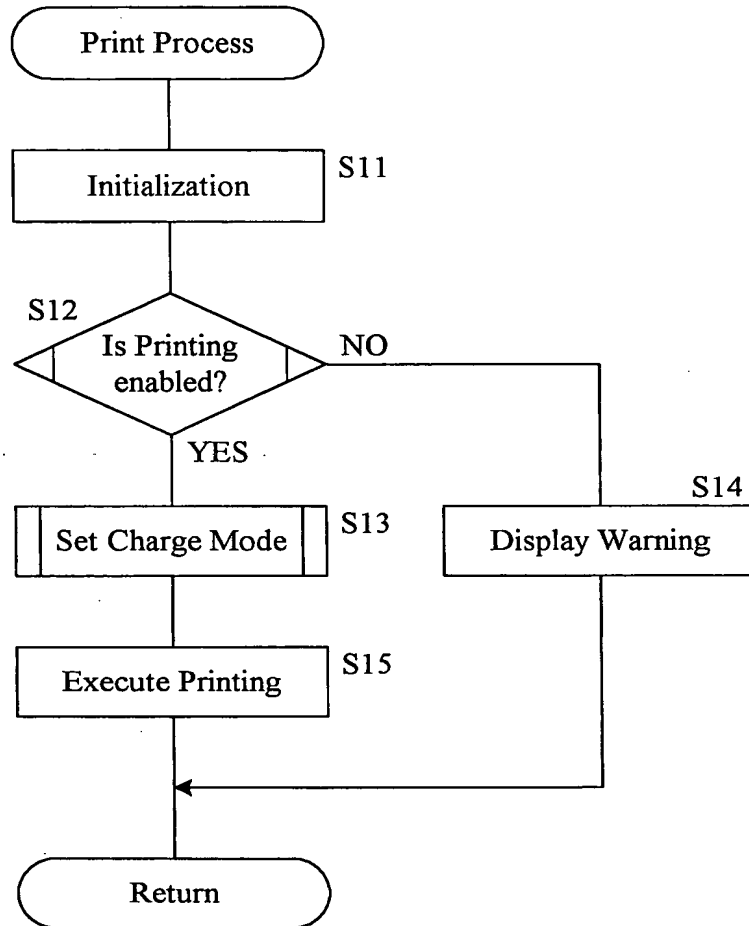 Print Process
Initialization
S11
S12
Is Printing
enabled?
NO
YES
S14
Set Charge Mode
S13
Display Warning
Execute Printing
S15
Return